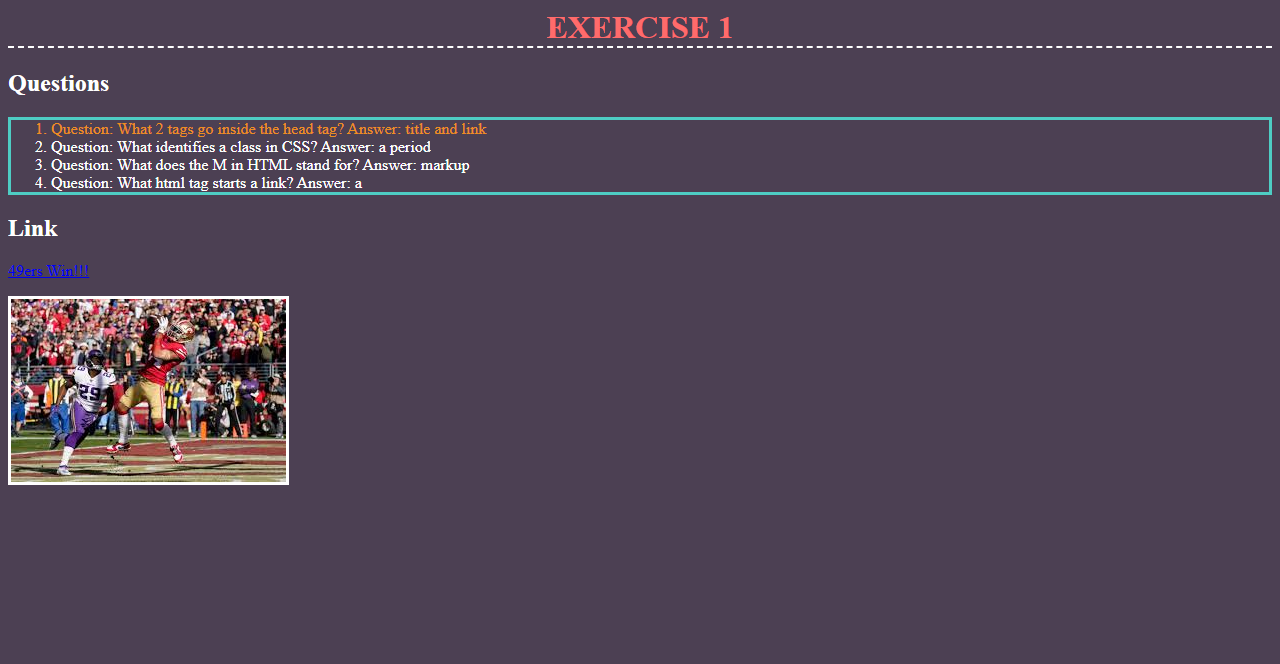 EXERCISE 1
Questions
1. Question: What 2 tags go inside the head tag? Answer: title and link
2. Question: What identifies a class in CSS? Answer: a period
3. Question: What does the M in HTML stand for? Answer: markup
4. Question: What html tag starts a link? Answer: a
Link
49ers Win!!!
29